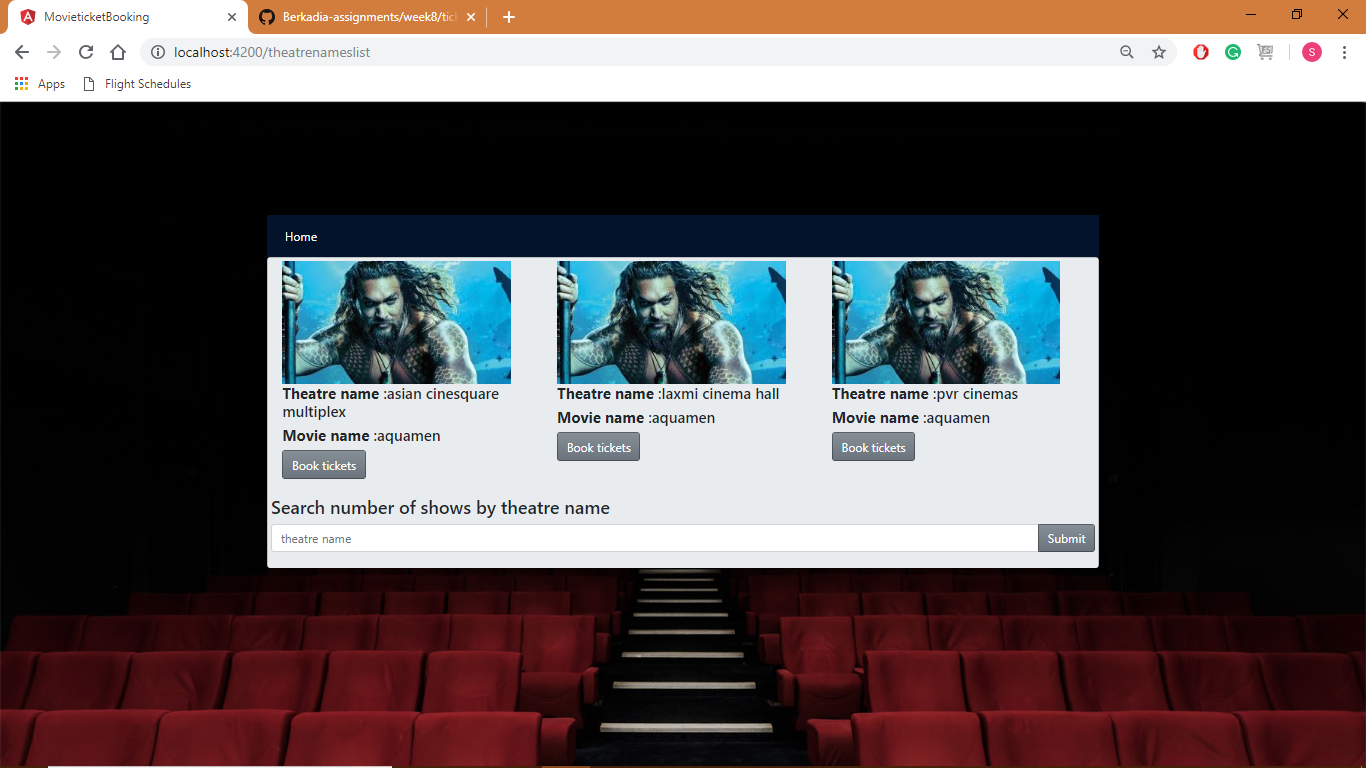 MovieticketBooking
Berkadia-assignments/week8/tick
localhost:4200/theatrenameslist
S
Apps
Flight Schedules
Home
Theatre name :asian cinesquare
multiplex
Movie name :aquamen
Book tickets
Theatre name :laxmi cinema hall
Movie name :aquamen
Book tickets
Theatre name :pvr cinemas
Movie name :aquamen
Book tickets
Search number of shows by theatre name
theatre name
Submit